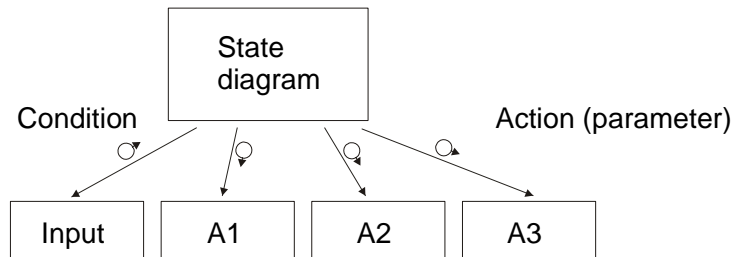 State
diagram
Condition
Action (parameter)
Input
A1
A2
A3